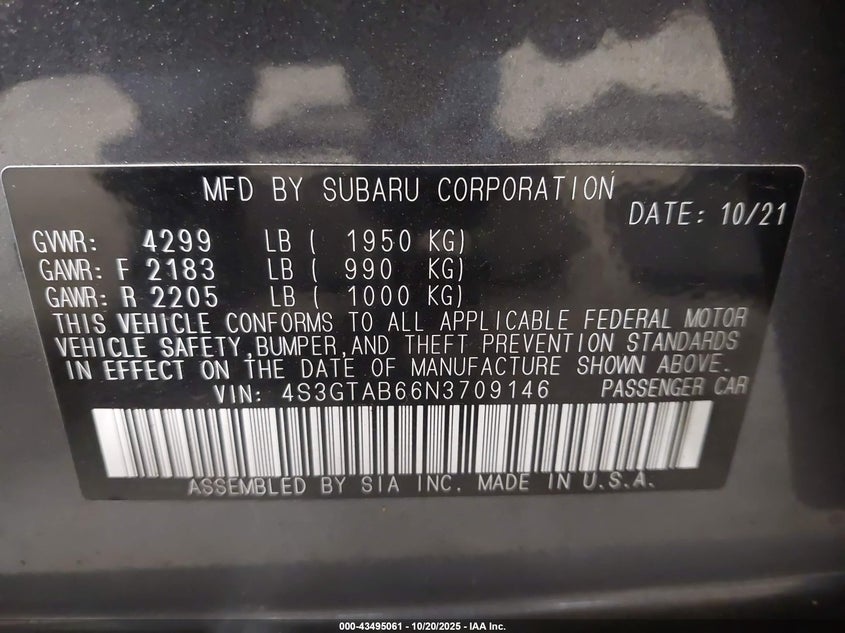 MFD BY SUBARU CORPORATION
DATE: 10/21
GVWR: 4299 LB ( 1950 KG)
GAWR: F 2183 LB ( 990 KG)
GAWR: R 2205 LB ( 1000 KG)
THIS VEHICLE CONFORMS TO ALL APPLICABLE FEDERAL MOTOR
VEHICLE SAFETY,BUMPER,AND THEFT PREVENTION STANDARDS
IN EFFECT ON THE DATE OF MANUFACTURE SHOWN ABOVE.
VIN: 4S3GTAB66N3709146 PASSENGER CAR
ASSEMBLED BY SIA INC. MADE IN U.S.A.
000-43495061 - 10/20/2025 - IAA Inc.